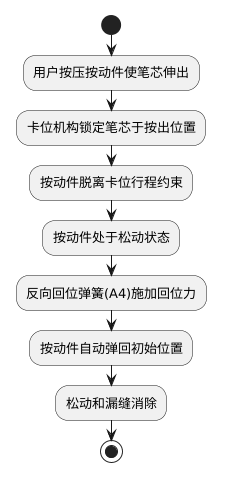 用户按压按动件使笔芯伸出
卡位机构锁定笔芯于按出位置
按动件脱离卡位行程约束
按动件处于松动状态
反向回位弹簧(A4)施加回位力
按动件自动弹回初始位置
松动和漏缝消除